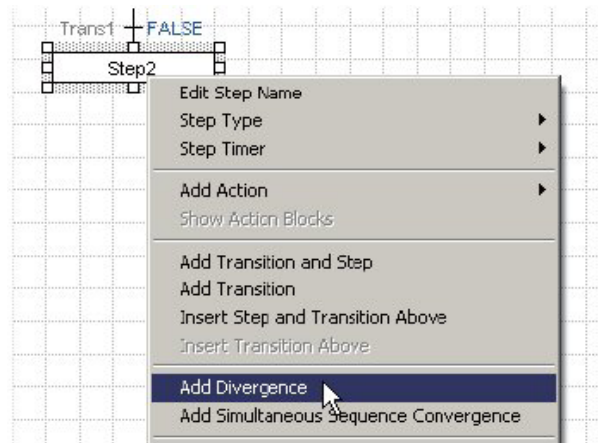 Trans1 FALSE
Step2
Edit Step Name
Step Type
Step Timer
Add Action
Show Action Blocks
Add Transition and Step
Add Transition
Insert Step and Transition Above
Insert Transition Above
Add Divergence
Add Simultaneous Sequence Convergence